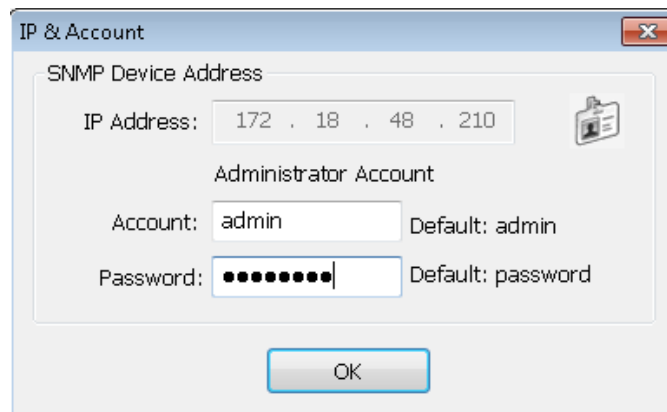 IP & Account
SNMP Device Address
IP Address: 172 . 18 . 48 . 210
Administrator Account
Account: admin Default: admin
Password: ●●●●●●●● Default: password
OK